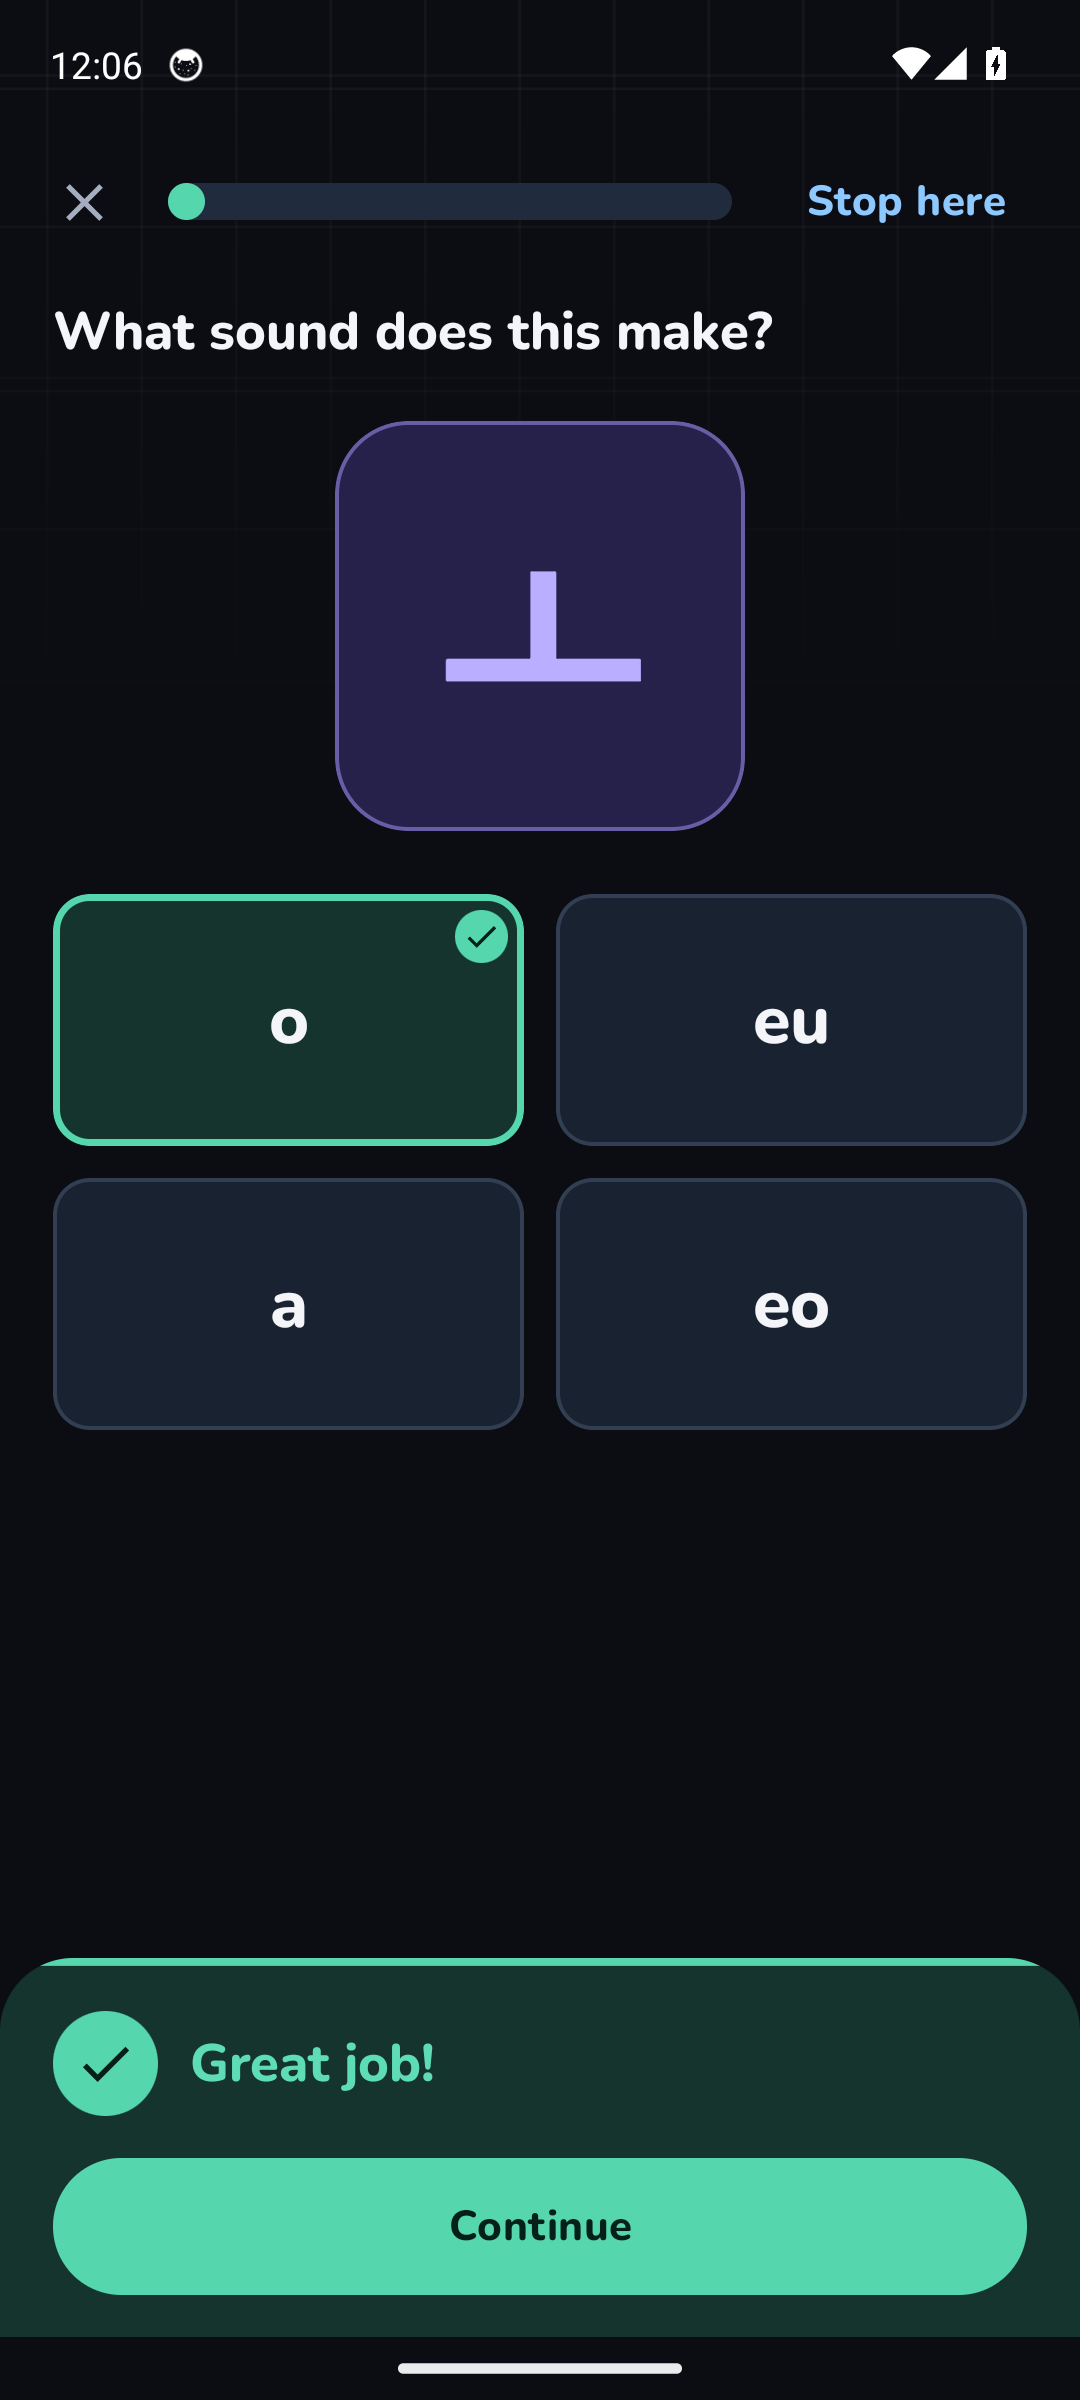 12:06
Stop here
What sound does this make?
ㅗ
o
eu
a
eo
Great job!
Continue